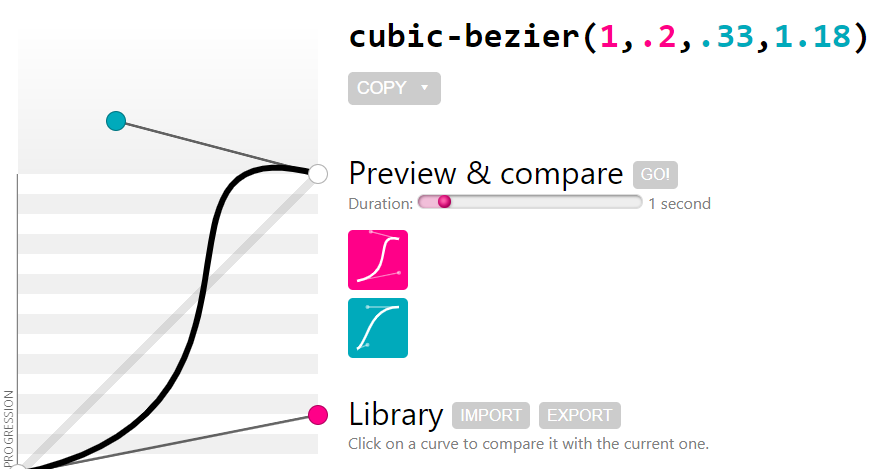 cubic-bezier(1,.2,.33,1.18)
COPY
Preview & compare GO!
Duration: 1 second
PROGRESSION
Library IMPORT EXPORT
Click on a curve to compare it with the current one.